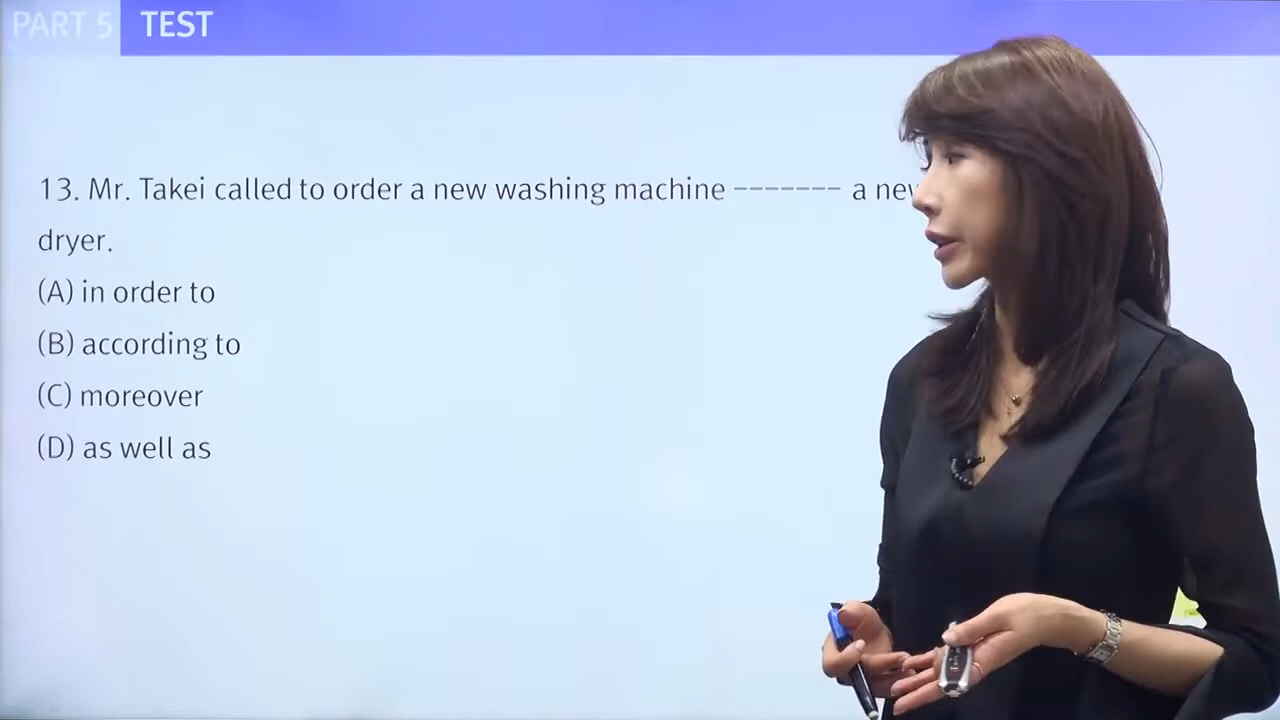 PART 5 TEST
13. Mr. Takei called to order a new washing machine ------- a
dryer.
(A) in order to
(B) according to
(C) moreover
(D) as well as